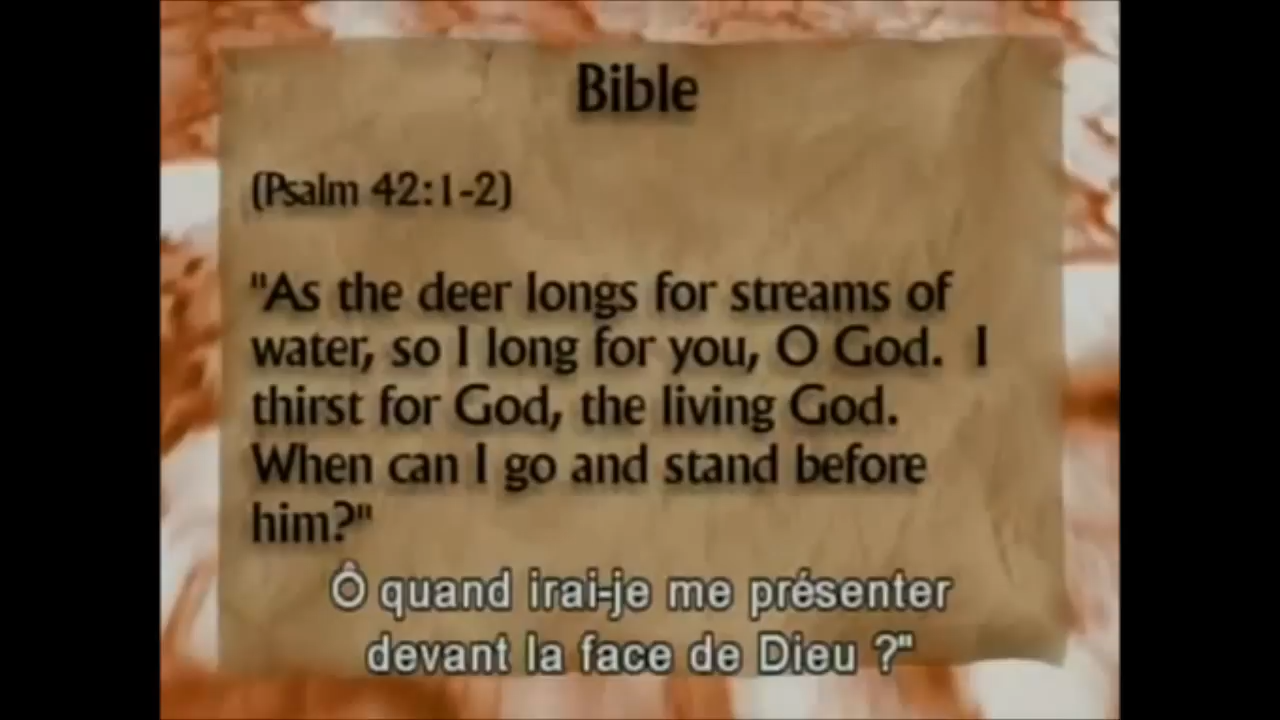 Bible
(Psalm 42:1-2)
"As the deer longs for streams of
water, so I long for you, O God.  I
thirst for God, the living God.
When can I go and stand before
him?"
Ô quand irai-je me présenter
devant la face de Dieu ?"